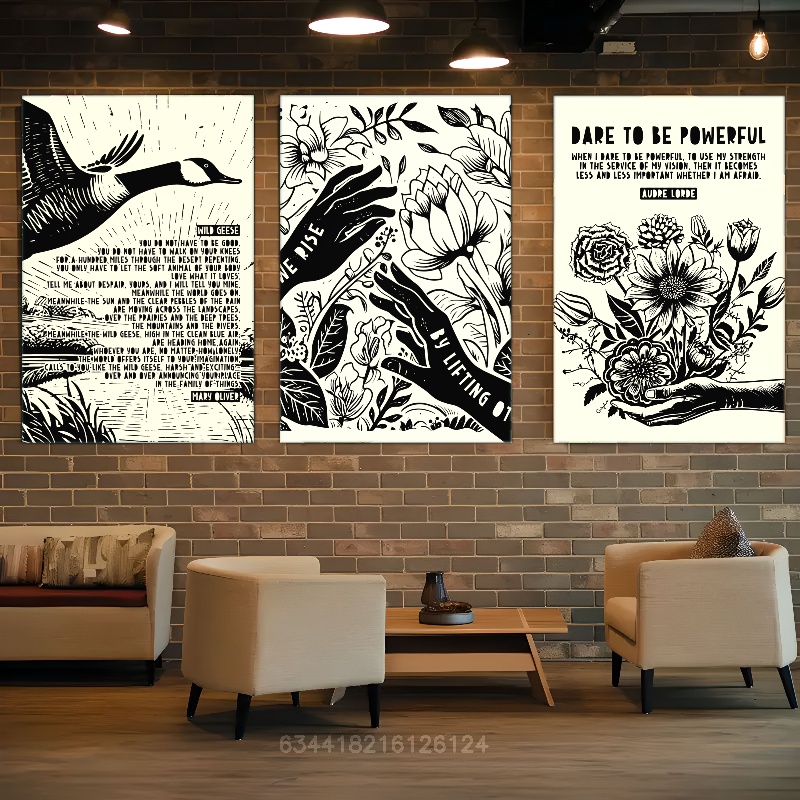 WILD GEESE
YOU DO NOT HAVE TO BE GOOD.
YOU DO NOT HAVE TO WALK ON YOUR KNEES
FOR A HUNDRED MILES THROUGH THE DESERT REPENTING.
YOU ONLY HAVE TO LET THE SOFT ANIMAL OF YOUR BODY
LOVE WHAT IT LOVES.
TELL ME ABOUT DESPAIR, YOURS, AND I WILL TELL YOU MINE.
MEANWHILE THE WORLD GOES ON.
MEANWHILE THE SUN AND THE CLEAR PEBBLES OF THE RAIN
ARE MOVING ACROSS THE LANDSCAPES,
OVER THE PRAIRIES AND THE DEEP TREES,
THE MOUNTAINS AND THE RIVERS.
MEANWHILE THE WILD GEESE, HIGH IN THE CLEAN BLUE AIR,
ARE HEADING HOME AGAIN.
WHOEVER YOU ARE, NO MATTER HOW LONELY,
THE WORLD OFFERS ITSELF TO YOUR IMAGINATION,
CALLS TO YOU LIKE THE WILD GEESE, HARSH AND EXCITING
OVER AND OVER ANNOUNCING YOUR PLACE
IN THE FAMILY OF THINGS.
MARY OLIVER
WE RISE
BY LIFTING OT
DARE TO BE POWERFUL
WHEN I DARE TO BE POWERFUL, TO USE MY STRENGTH
IN THE SERVICE OF MY VISION, THEN IT BECOMES
LESS AND LESS IMPORTANT WHETHER I AM AFRAID.
AUDRE LORDE
634418216126124